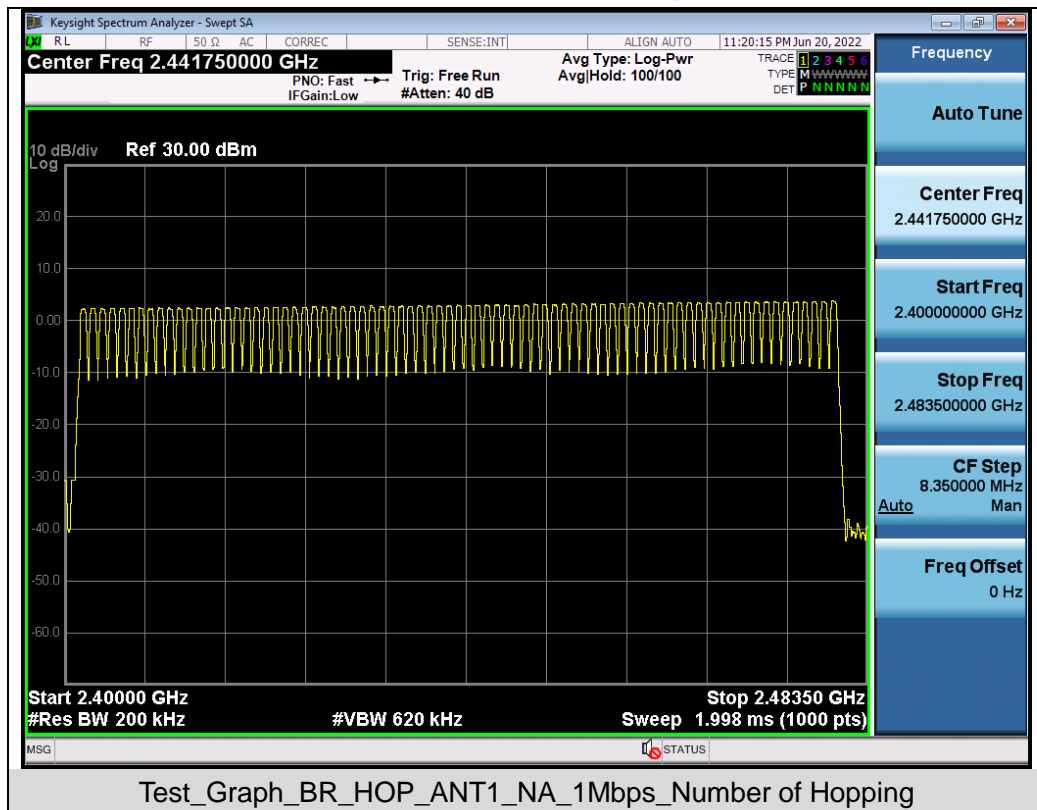 Keysight Spectrum Analyzer - Swept SA
LXI RL RF 50 Ω AC CORREC SENSE:INT ALIGN AUTO 11:20:15 PM Jun 20, 2022
Center Freq 2.441750000 GHz Avg Type: Log-Pwr TRACE 1 2 3 4 5 6
PNO: Fast Trig: Free Run Avg|Hold: 100/100 TYPE M WWWWW
IFGain:Low #Atten: 40 dB DET P N N N N N
Frequency
Auto Tune
Center Freq
2.441750000 GHz
Start Freq
2.400000000 GHz
Stop Freq
2.483500000 GHz
CF Step
8.350000 MHz
Auto Man
Freq Offset
0 Hz
10 dB/div Ref 30.00 dBm
Log
20.0
10.0
0.00
-10.0
-20.0
-30.0
-40.0
-50.0
-60.0
Start 2.40000 GHz Stop 2.48350 GHz
#Res BW 200 kHz #VBW 620 kHz Sweep 1.998 ms (1000 pts)
MSG STATUS
Test_Graph_BR_HOP_ANT1_NA_1Mbps_Number of Hopping